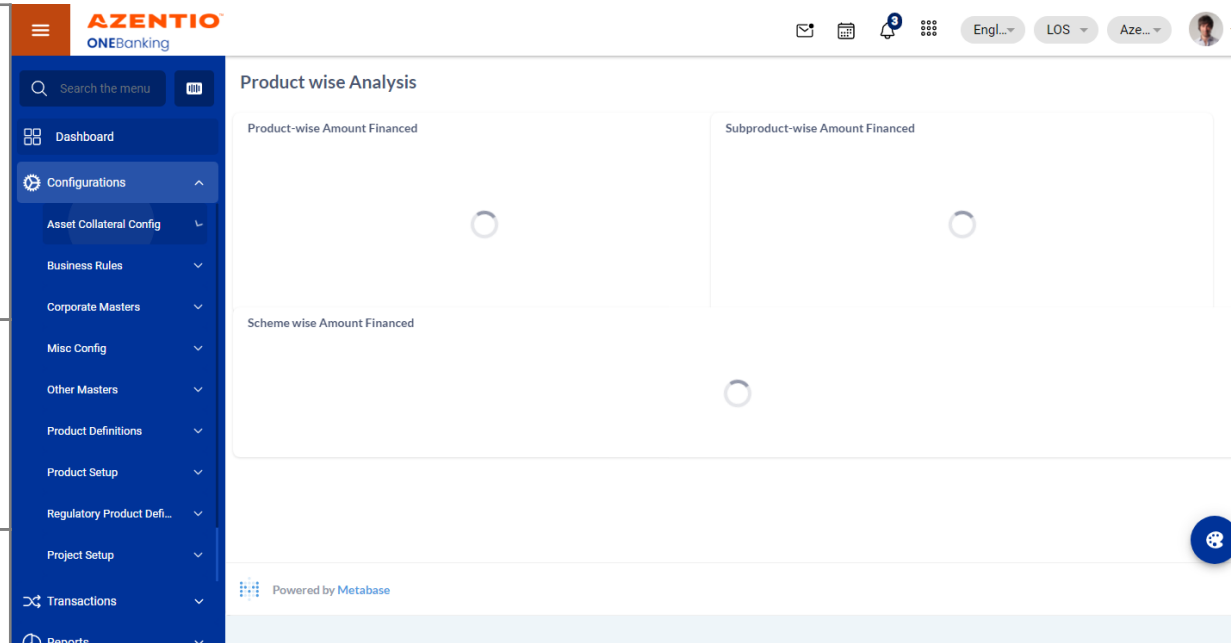 AZENTIO
ONEBanking
3
Engl...
LOS
Aze...
Search the menu
Dashboard
Configurations
Asset Collateral Config
Business Rules
Corporate Masters
Misc Config
Other Masters
Product Definitions
Product Setup
Regulatory Product Defi...
Project Setup
Transactions
Reports
Product wise Analysis
Product-wise Amount Financed
Subproduct-wise Amount Financed
Scheme wise Amount Financed
Powered by Metabase